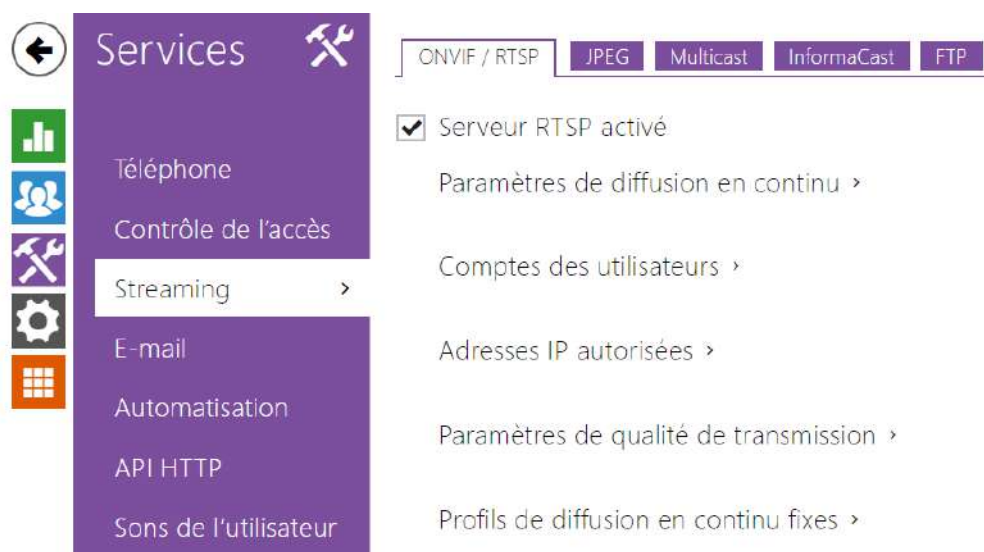 Services
ONVIF / RTSP
JPEG
Multicast
InformaCast
FTP
Serveur RTSP activé
Téléphone
Contrôle de l'accès
Streaming ›
E-mail
Automatisation
API HTTP
Sons de l'utilisateur
Paramètres de diffusion en continu ›
Comptes des utilisateurs ›
Adresses IP autorisées ›
Paramètres de qualité de transmission ›
Profils de diffusion en continu fixes ›